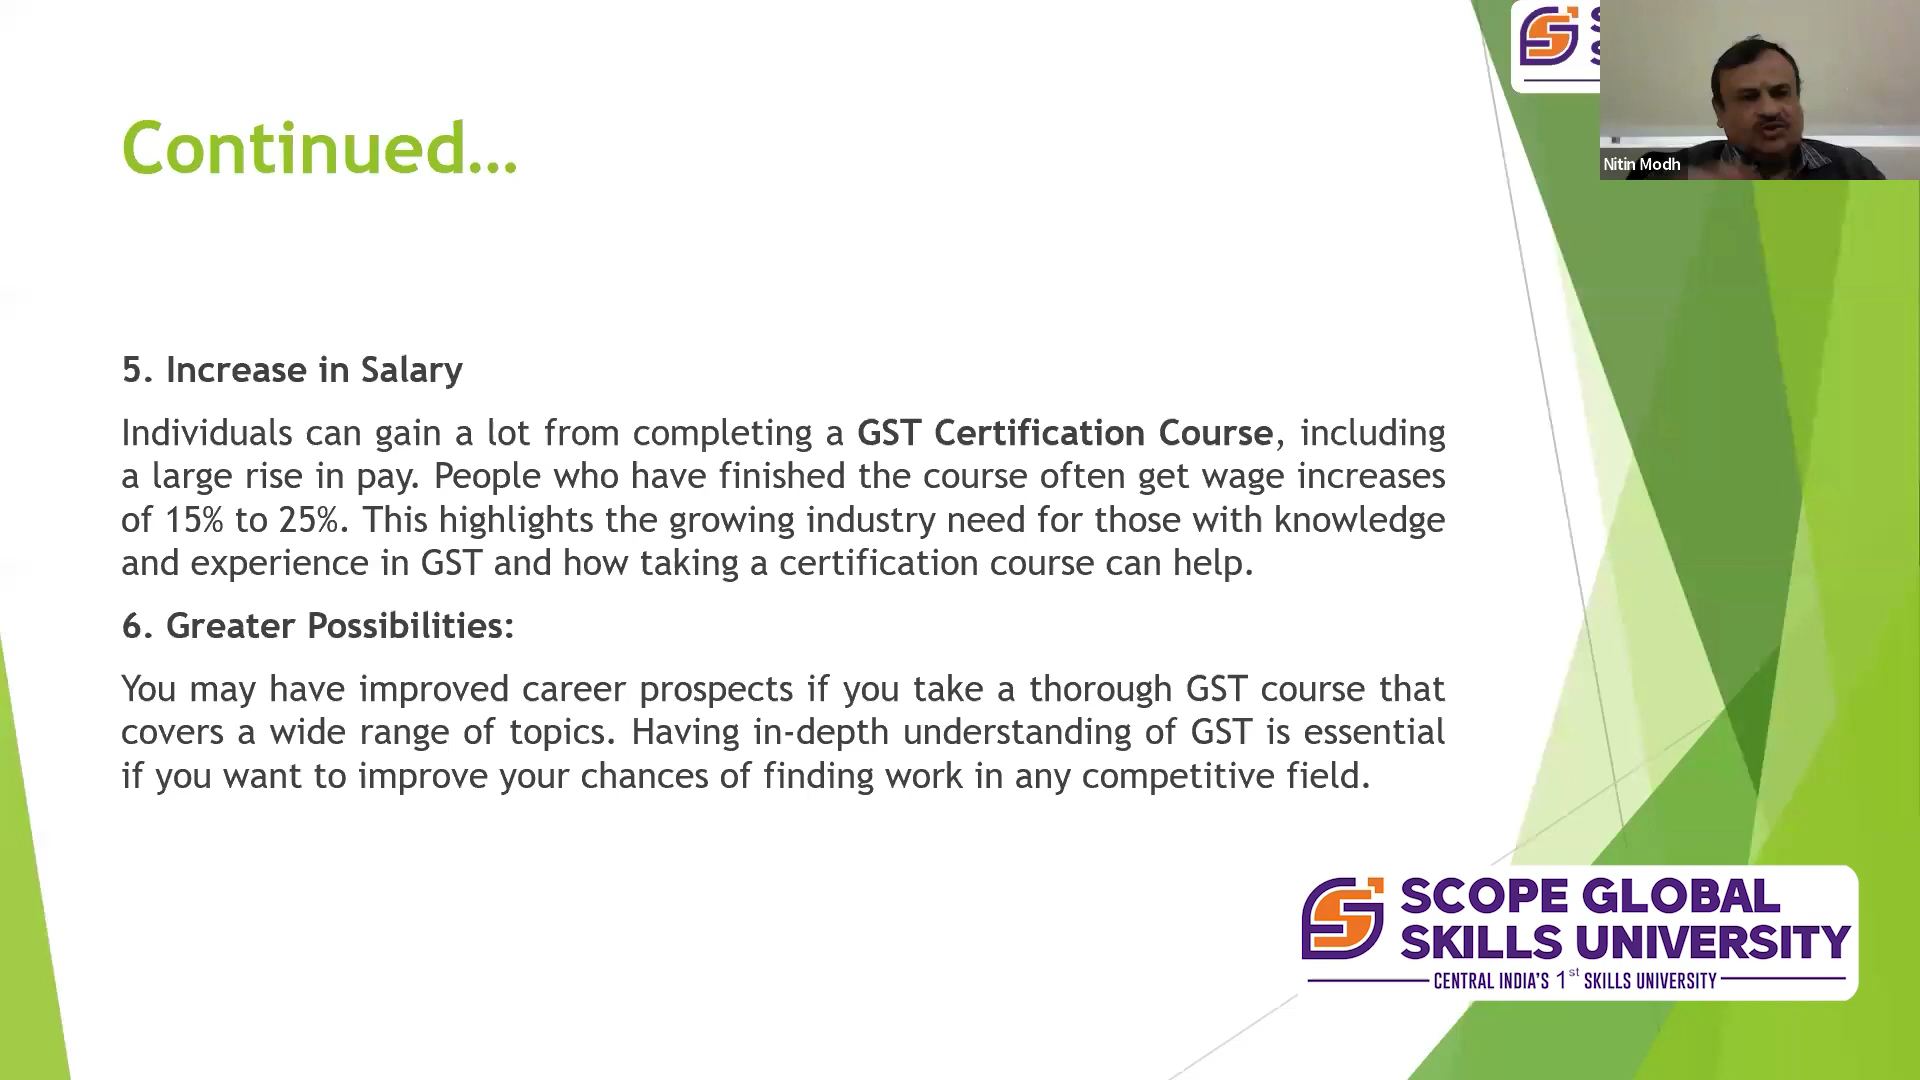 Continued...
Nitin Modh
5. Increase in Salary
Individuals can gain a lot from completing a GST Certification Course, including
a large rise in pay. People who have finished the course often get wage increases
of 15% to 25%. This highlights the growing industry need for those with knowledge
and experience in GST and how taking a certification course can help.
6. Greater Possibilities:
You may have improved career prospects if you take a thorough GST course that
covers a wide range of topics. Having in-depth understanding of GST is essential
if you want to improve your chances of finding work in any competitive field.
SCOPE GLOBAL
SKILLS UNIVERSITY
CENTRAL INDIA'S 1st SKILLS UNIVERSITY